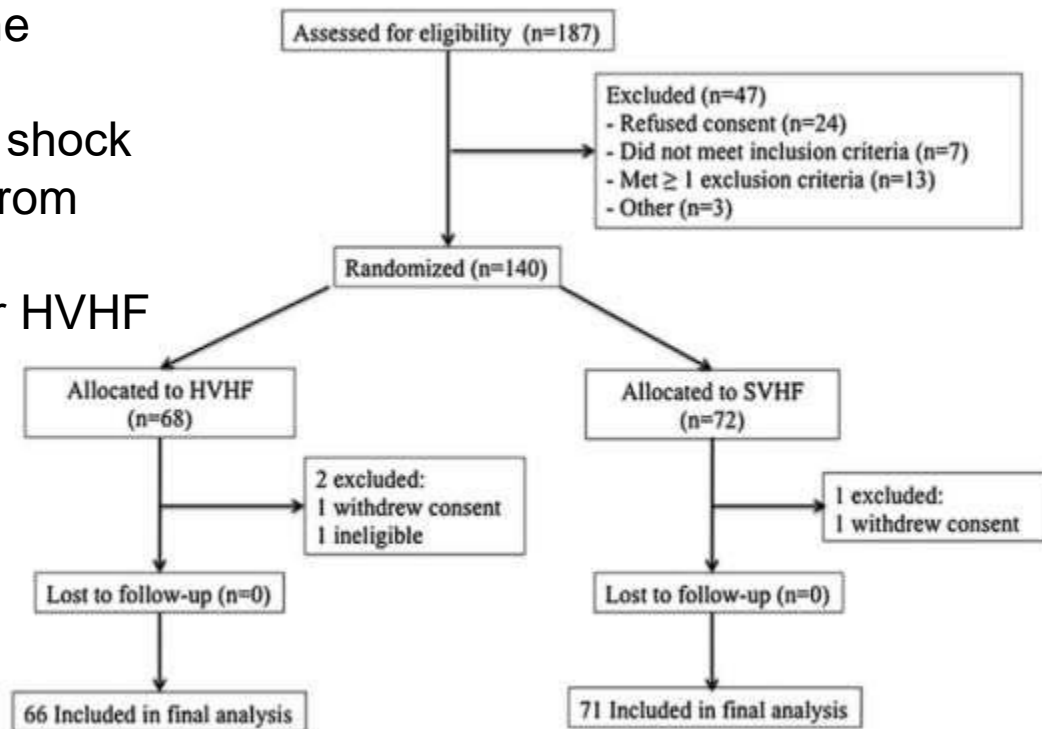 ne
shock
rom
r HVHF
Assessed for eligibility (n=187)
Excluded (n=47)
- Refused consent (n=24)
- Did not meet inclusion criteria (n=7)
- Met ≥ 1 exclusion criteria (n=13)
- Other (n=3)
Randomized (n=140)
Allocated to HVHF
(n=68)
Allocated to SVHF
(n=72)
2 excluded:
1 withdrew consent
1 ineligible
1 excluded:
1 withdrew consent
Lost to follow-up (n=0)
Lost to follow-up (n=0)
66 Included in final analysis
71 Included in final analysis